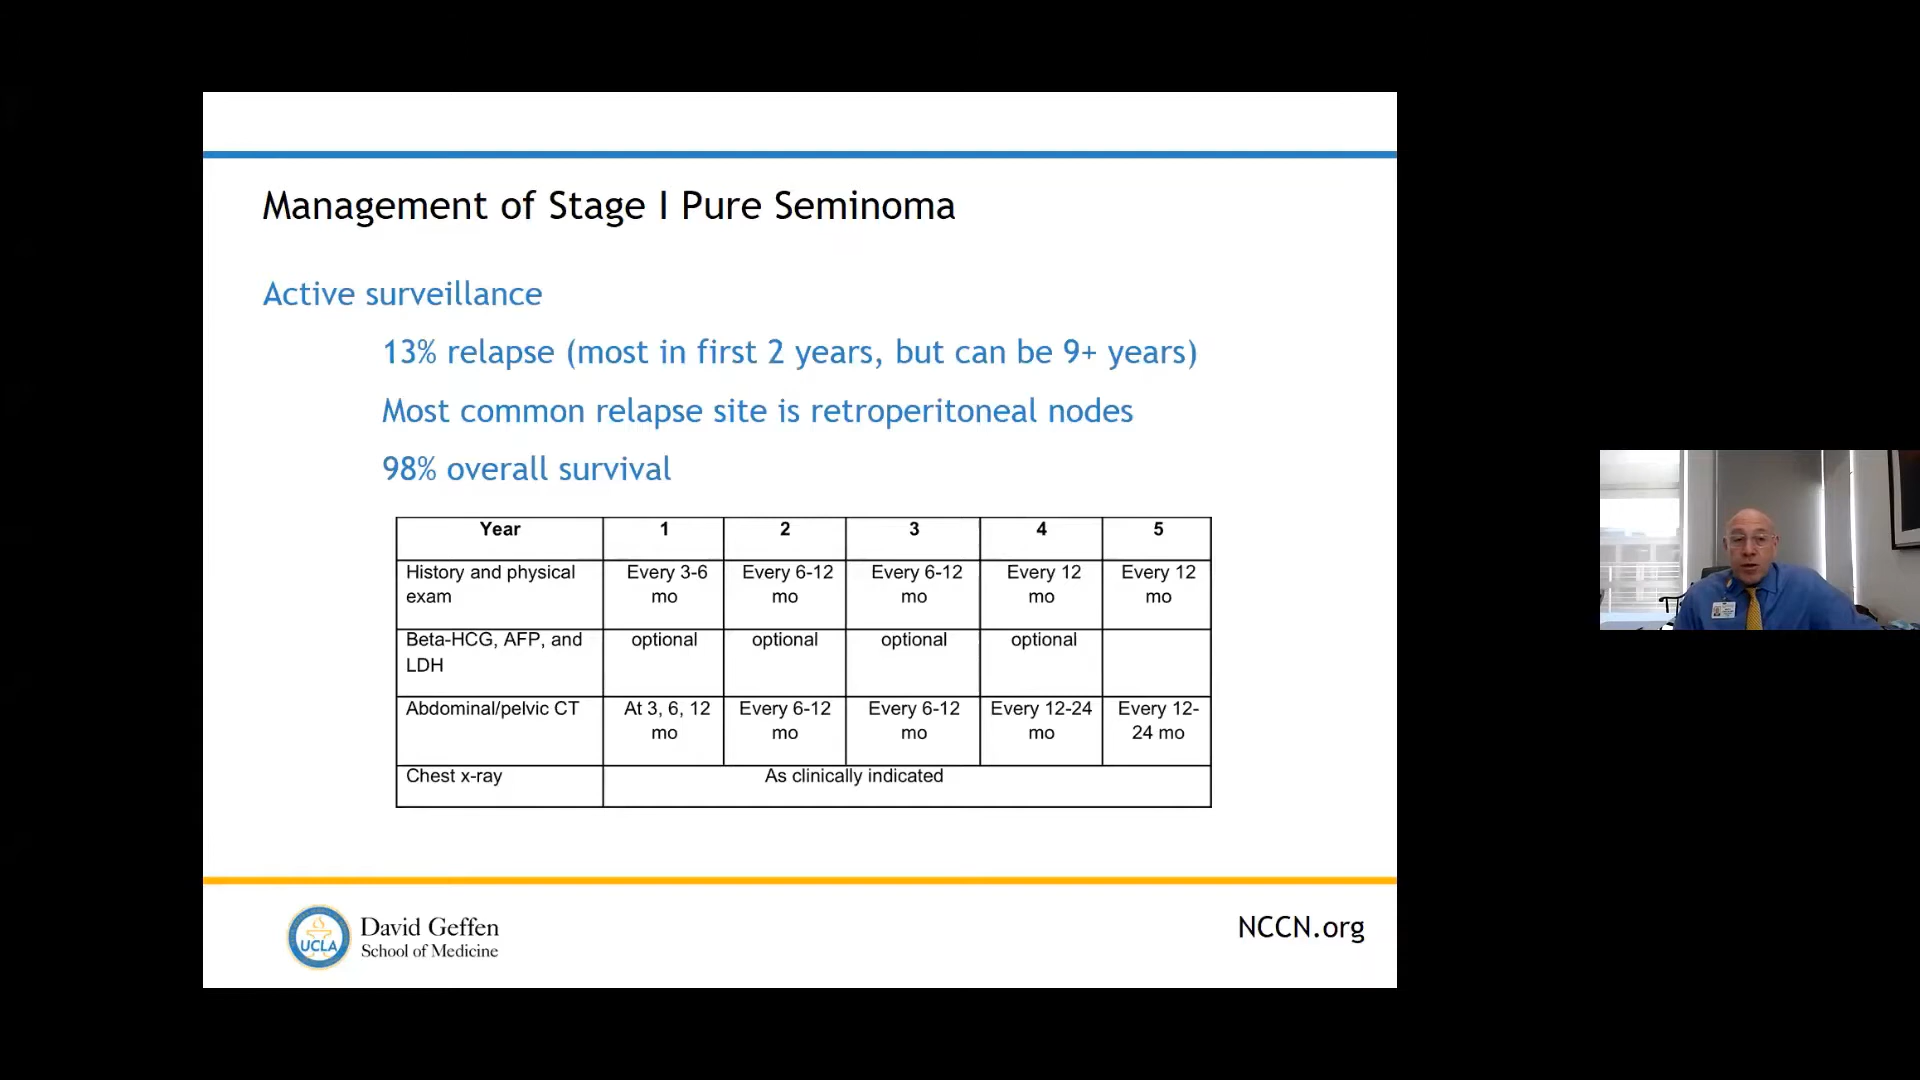 Management of Stage I Pure Seminoma
Active surveillance
13% relapse (most in first 2 years, but can be 9+ years)
Most common relapse site is retroperitoneal nodes
98% overall survival
Year 1 2 3 4 5
History and physical exam Every 3-6 mo Every 6-12 mo Every 6-12 mo Every 12 mo Every 12 mo
Beta-HCG, AFP, and LDH optional optional optional optional
Abdominal/pelvic CT At 3, 6, 12 mo Every 6-12 mo Every 6-12 mo Every 12-24 mo Every 12-24 mo
Chest x-ray As clinically indicated
UCLA
David Geffen
School of Medicine
NCCN.org